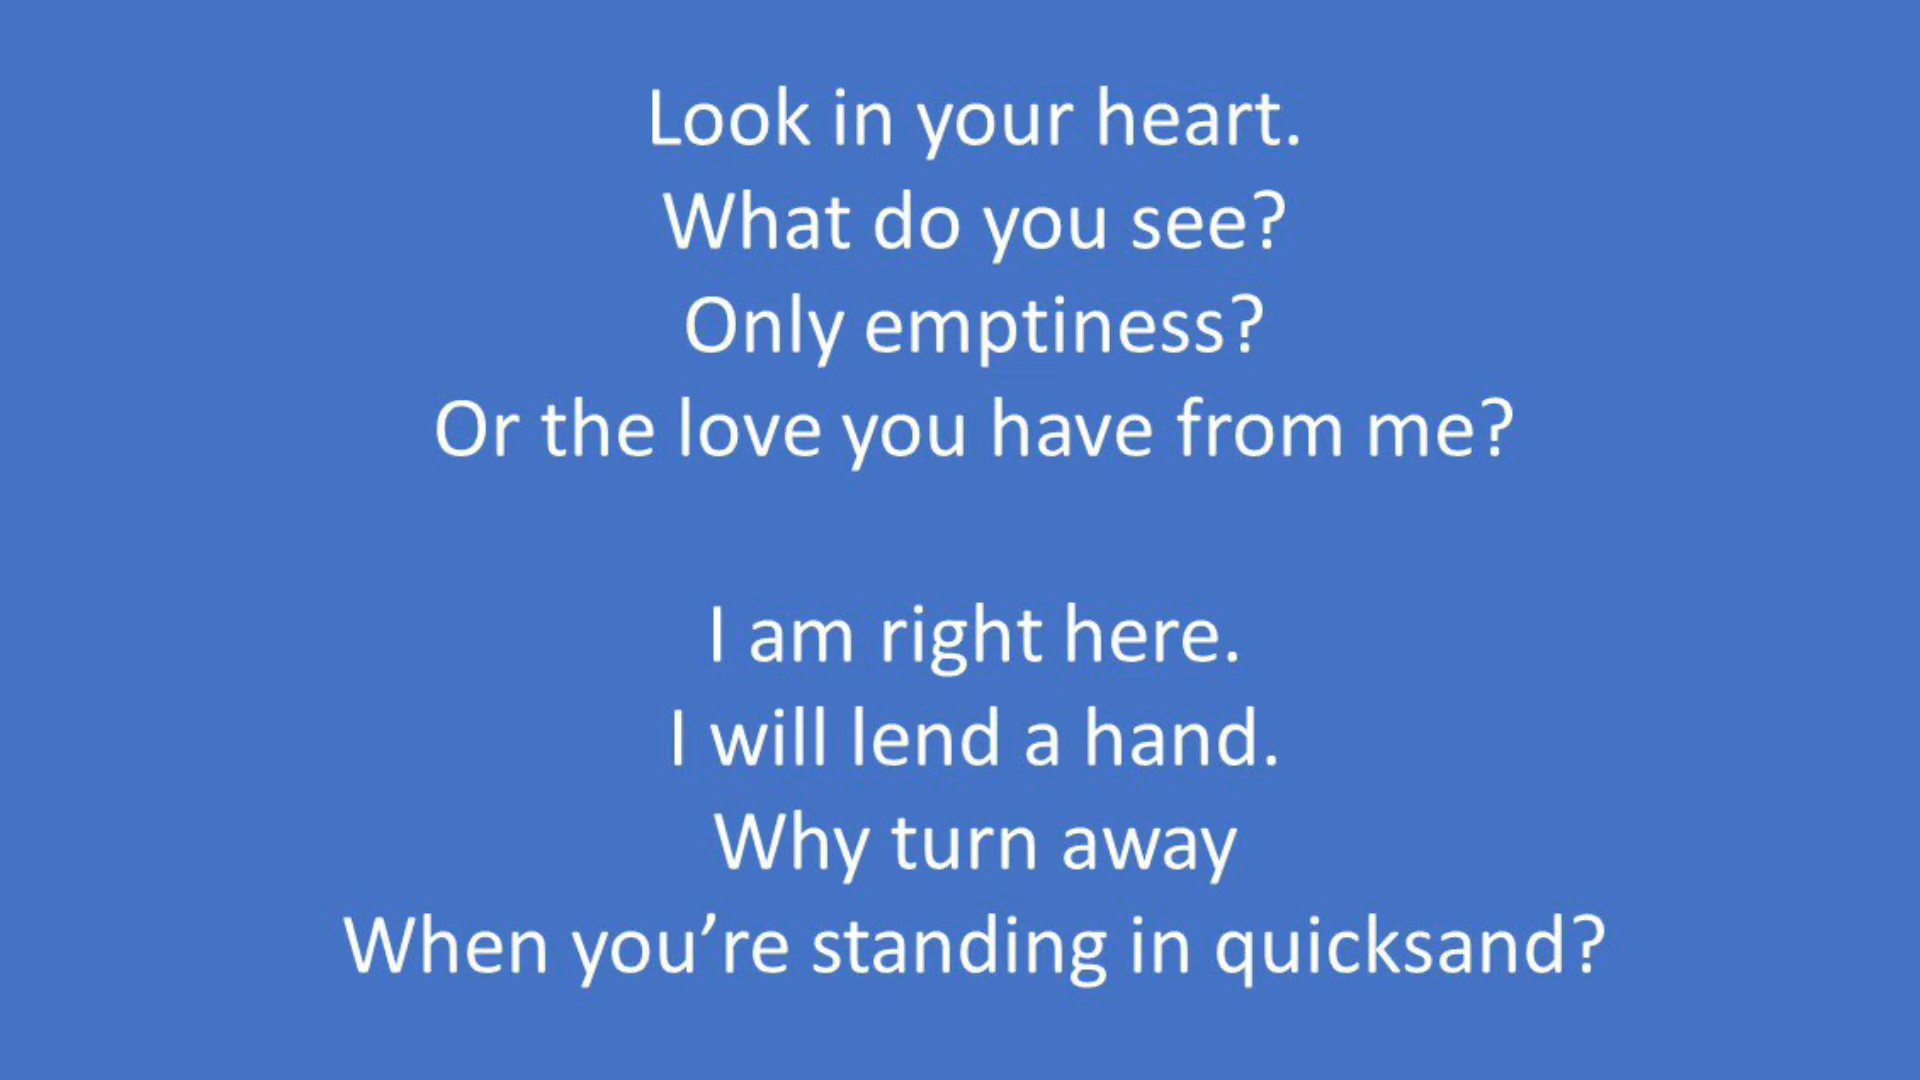 Look in your heart.
What do you see?
Only emptiness?
Or the love you have from me?
I am right here.
I will lend a hand.
Why turn away
When you’re standing in quicksand?